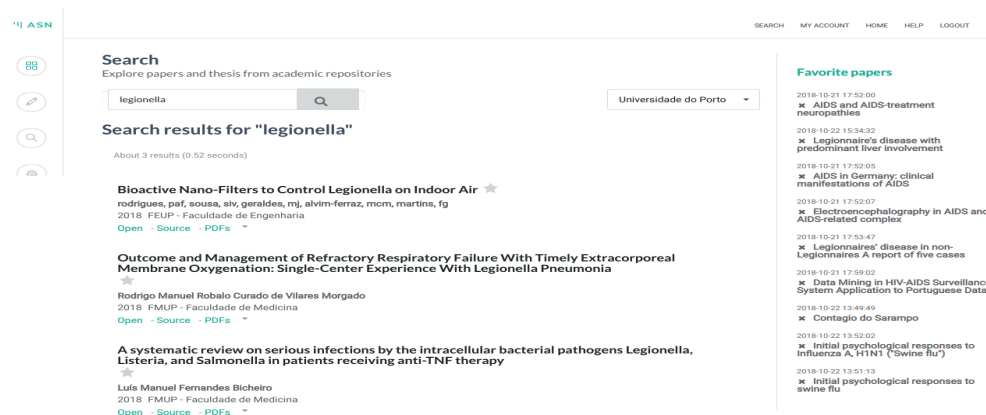 ASN
SEARCH MY ACCOUNT HOME HELP LOGOUT
Search
Explore papers and thesis from academic repositories
legionella
Universidade do Porto
Search results for "legionella"
About 3 results (0.52 seconds)
Bioactive Nano-Filters to Control Legionella on Indoor Air
rodrigues, paf, sousa, siv, geraldes, mj, alvim-ferraz, mcm, martins, fg
2018 FEUP - Faculdade de Engenharia
Open - Source - PDFs
Outcome and Management of Refractory Respiratory Failure With Timely Extracorporeal
Membrane Oxygenation: Single-Center Experience With Legionella Pneumonia
Rodrigo Manuel Robalo Curado de Vilares Morgado
2018 FMUP - Faculdade de Medicina
Open - Source - PDFs
A systematic review on serious infections by the intracellular bacterial pathogens Legionella,
Listeria, and Salmonella in patients receiving anti-TNF therapy
Luís Manuel Fernandes Bicheiro
2018 FMUP - Faculdade de Medicina
Open - Source - PDFs
Favorite papers
2018-10-21 17:52:00
× AIDS and AIDS-treatment
neuropathies
2018-10-22 15:34:32
× Legionnaire's disease with
predominant liver involvement
2018-10-21 17:52:05
× AIDS in Germany: clinical
manifestations of AIDS
2018-10-21 17:52:07
× Electroencephalography in AIDS and
AIDS-related complex
2018-10-21 17:53:47
× Legionnaires' disease in non-
Legionnaires A report of five cases
2018-10-21 17:59:02
× Data Mining in HIV-AIDS Surveillanc
System Application to Portuguese Data
2018-10-22 13:49:49
× Contagio do Sarampo
2018-10-22 13:52:02
× Initial psychological responses to
Influenza A, H1N1 ("Swine flu")
2018-10-22 13:51:13
× Initial psychological responses to
swine flu